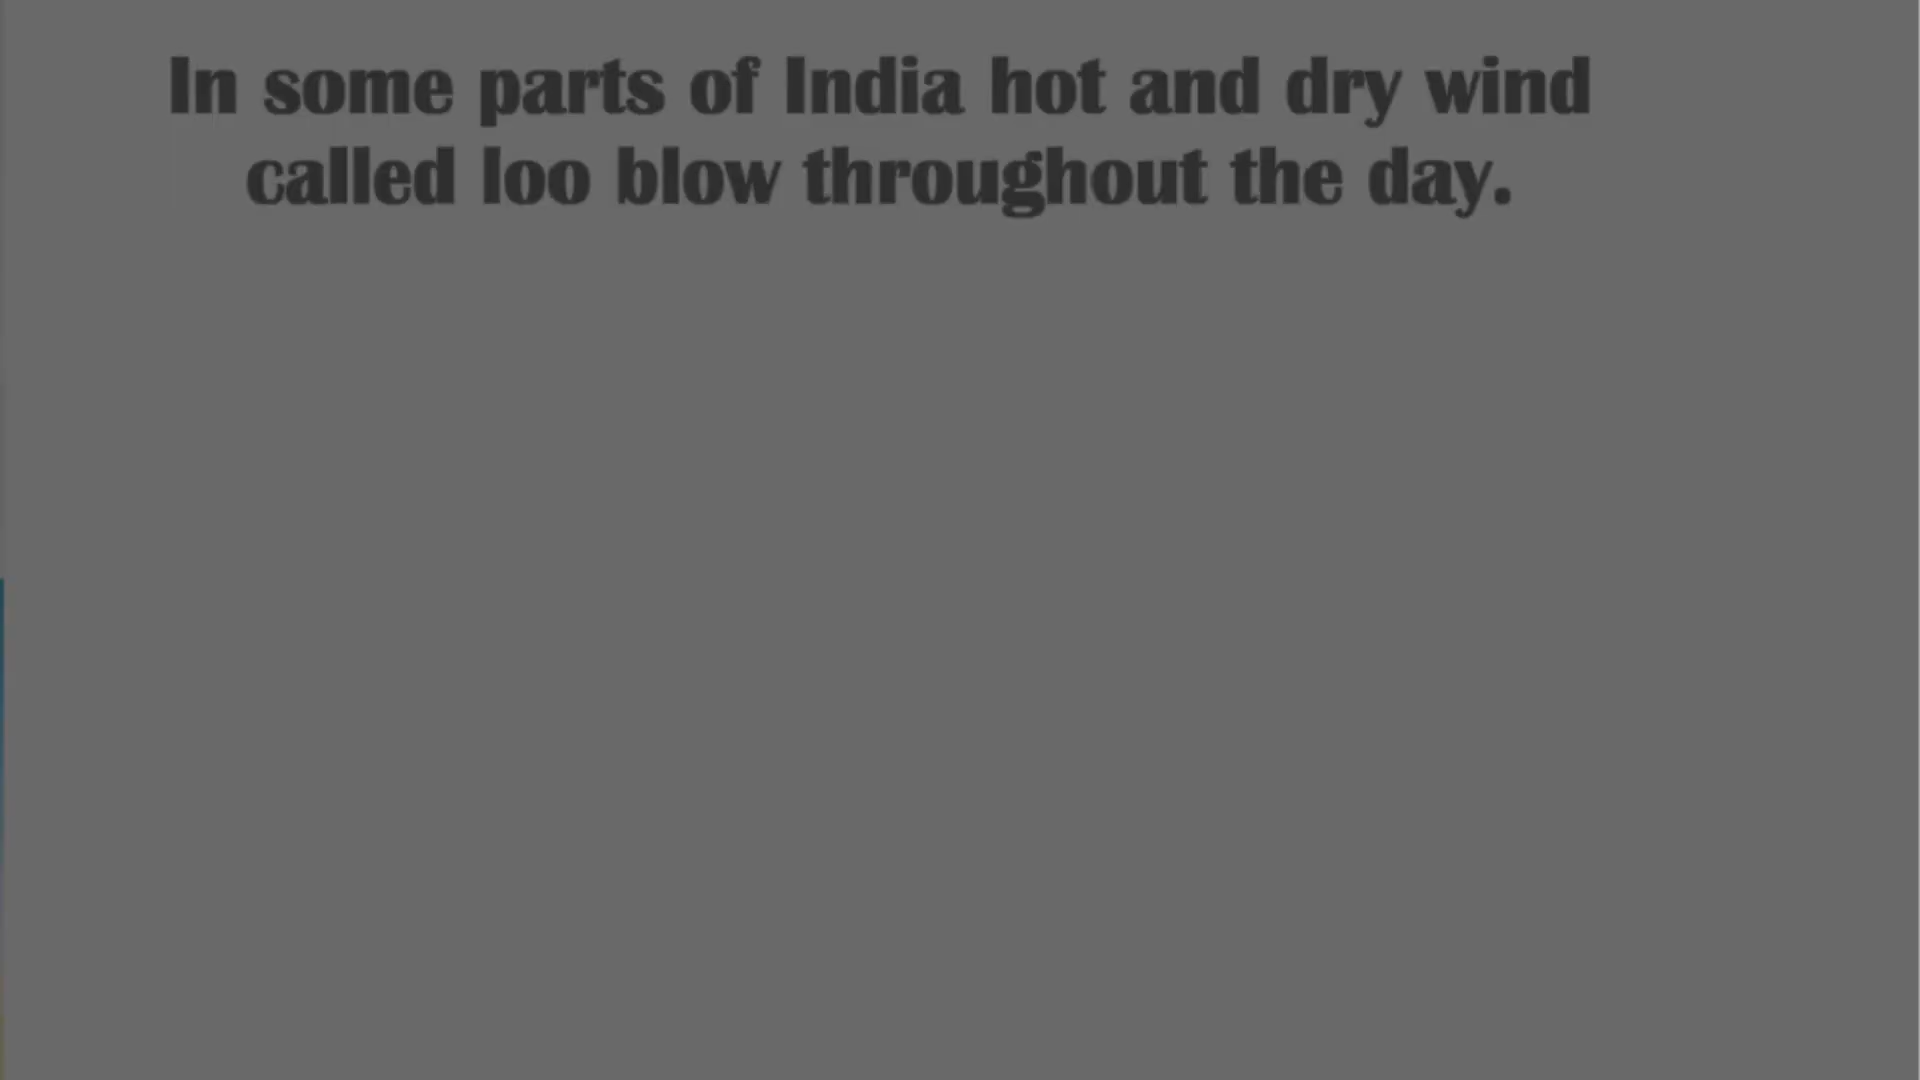 In some parts of India hot and dry wind
called loo blow throughout the day.